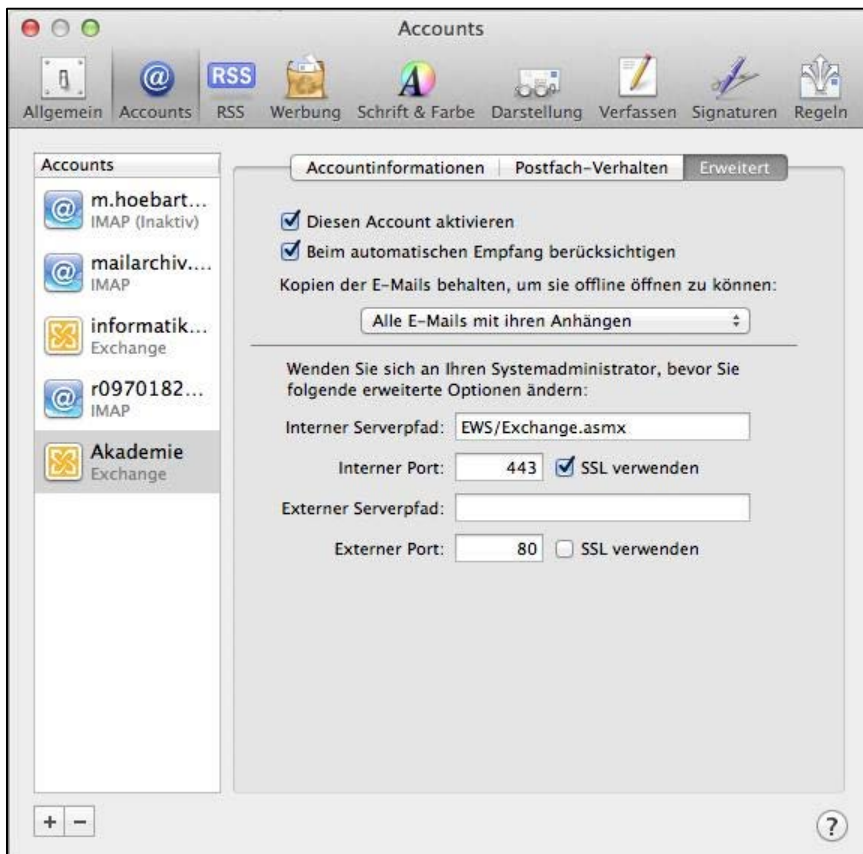 Accounts
Allgemein Accounts RSS Werbung Schrift & Farbe Darstellung Verfassen Signaturen Regeln
RSS
Accounts
m.hoebart...
IMAP (Inaktiv)
mailarchiv....
IMAP
informatik...
Exchange
r0970182...
IMAP
Akademie
Exchange
Accountinformationen Postfach-Verhalten Erweitert
Diesen Account aktivieren
Beim automatischen Empfang berücksichtigen
Kopien der E-Mails behalten, um sie offline öffnen zu können:
Alle E-Mails mit ihren Anhängen
Wenden Sie sich an Ihren Systemadministrator, bevor Sie
folgende erweiterte Optionen ändern:
Interner Serverpfad: EWS/Exchange.asmx
Interner Port: 443 SSL verwenden
Externer Serverpfad:
Externer Port: 80 SSL verwenden
+ − ?